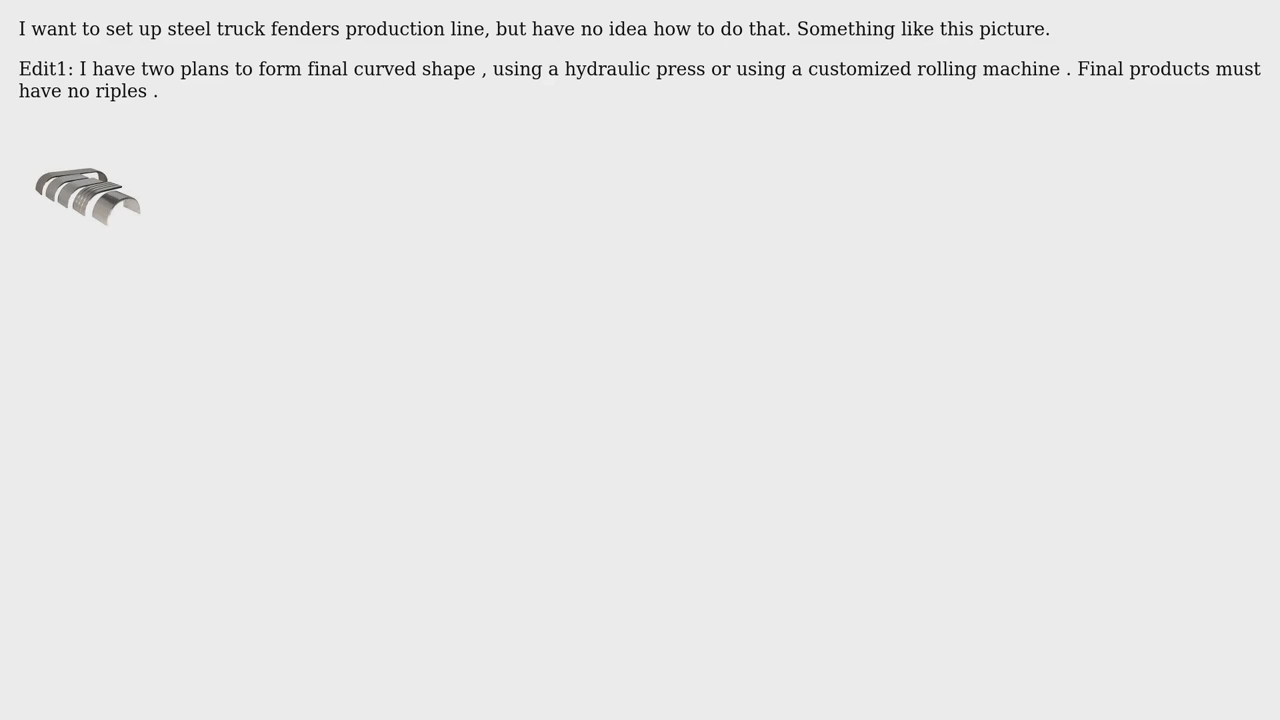 I want to set up steel truck fenders production line, but have no idea how to do that. Something like this picture.
Edit1: I have two plans to form final curved shape , using a hydraulic press or using a customized rolling machine . Final products must
have no riples .